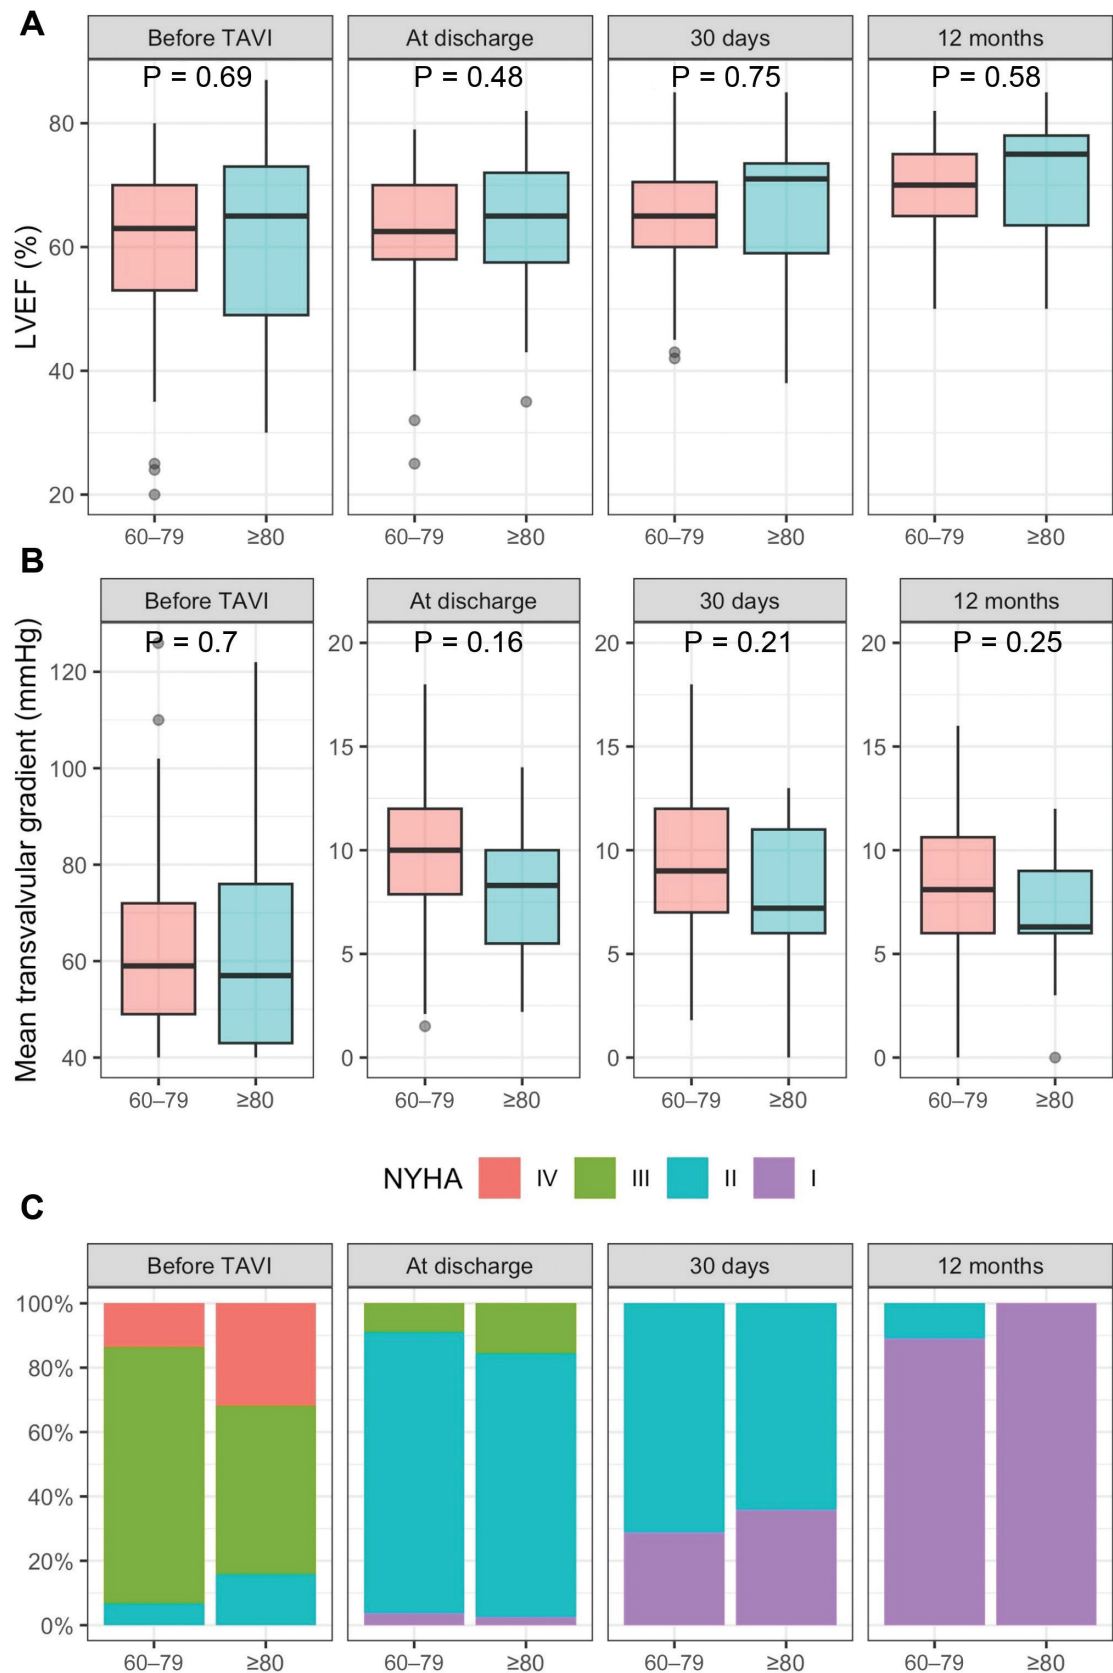 A
Before TAVI At discharge 30 days 12 months
P = 0.69 P = 0.48 P = 0.75 P = 0.58
LVEF (%)
80
60
40
20
60–79 ≥80 60–79 ≥80 60–79 ≥80 60–79 ≥80
B
Before TAVI At discharge 30 days 12 months
P = 0.7 P = 0.16 P = 0.21 P = 0.25
Mean transvalvular gradient (mmHg)
120 20 20 20
100 15 15 15
80 10 10 10
60 5 5 5
40 0 0 0
60–79 ≥80 60–79 ≥80 60–79 ≥80 60–79 ≥80
NYHA IV III II I
C
Before TAVI At discharge 30 days 12 months
100%
80%
60%
40%
20%
0%
60–79 ≥80 60–79 ≥80 60–79 ≥80 60–79 ≥80